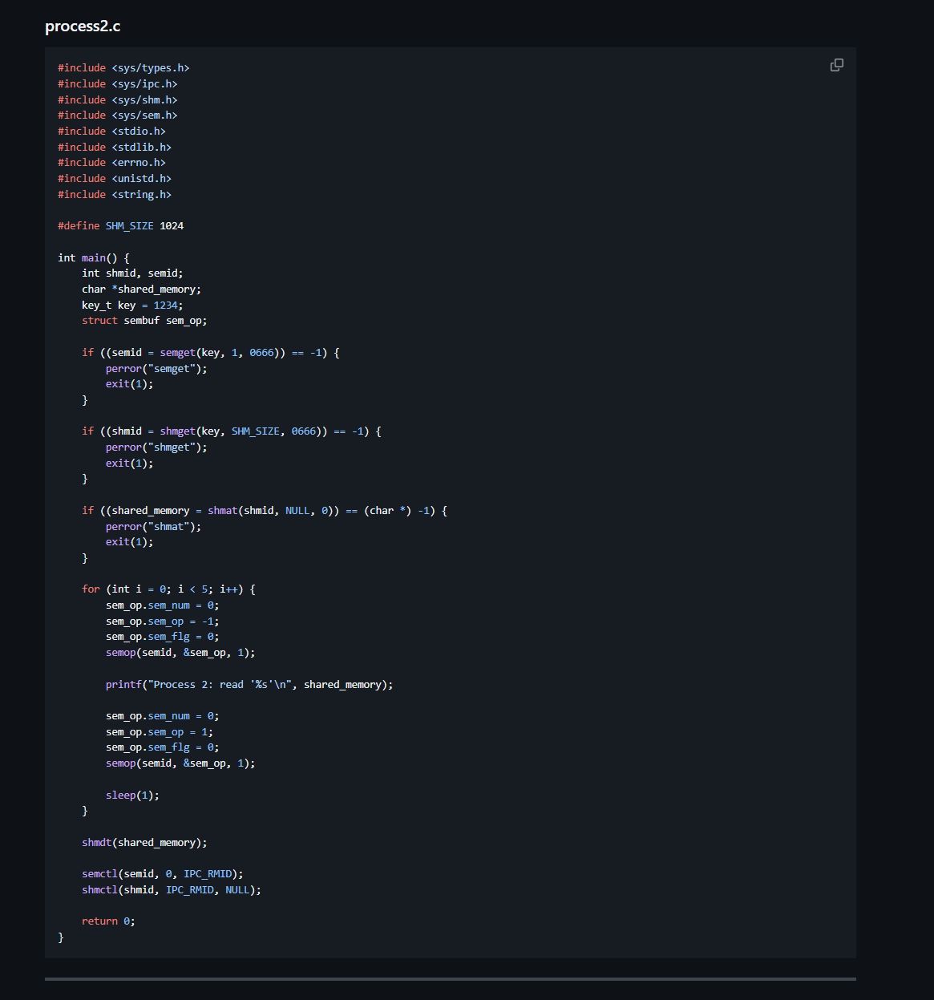 process2.c
#include <sys/types.h>
#include <sys/ipc.h>
#include <sys/shm.h>
#include <sys/sem.h>
#include <stdio.h>
#include <stdlib.h>
#include <errno.h>
#include <unistd.h>
#include <string.h>

#define SHM_SIZE 1024

int main() {
    int shmid, semid;
    char *shared_memory;
    key_t key = 1234;
    struct sembuf sem_op;

    if ((semid = semget(key, 1, 0666)) == -1) {
        perror("semget");
        exit(1);
    }

    if ((shmid = shmget(key, SHM_SIZE, 0666)) == -1) {
        perror("shmget");
        exit(1);
    }

    if ((shared_memory = shmat(shmid, NULL, 0)) == (char *) -1) {
        perror("shmat");
        exit(1);
    }

    for (int i = 0; i < 5; i++) {
        sem_op.sem_num = 0;
        sem_op.sem_op = -1;
        sem_op.sem_flg = 0;
        semop(semid, &sem_op, 1);

        printf("Process 2: read '%s'\n", shared_memory);

        sem_op.sem_num = 0;
        sem_op.sem_op = 1;
        sem_op.sem_flg = 0;
        semop(semid, &sem_op, 1);

        sleep(1);
    }

    shmdt(shared_memory);

    semctl(semid, 0, IPC_RMID);
    shmctl(shmid, IPC_RMID, NULL);

    return 0;
}